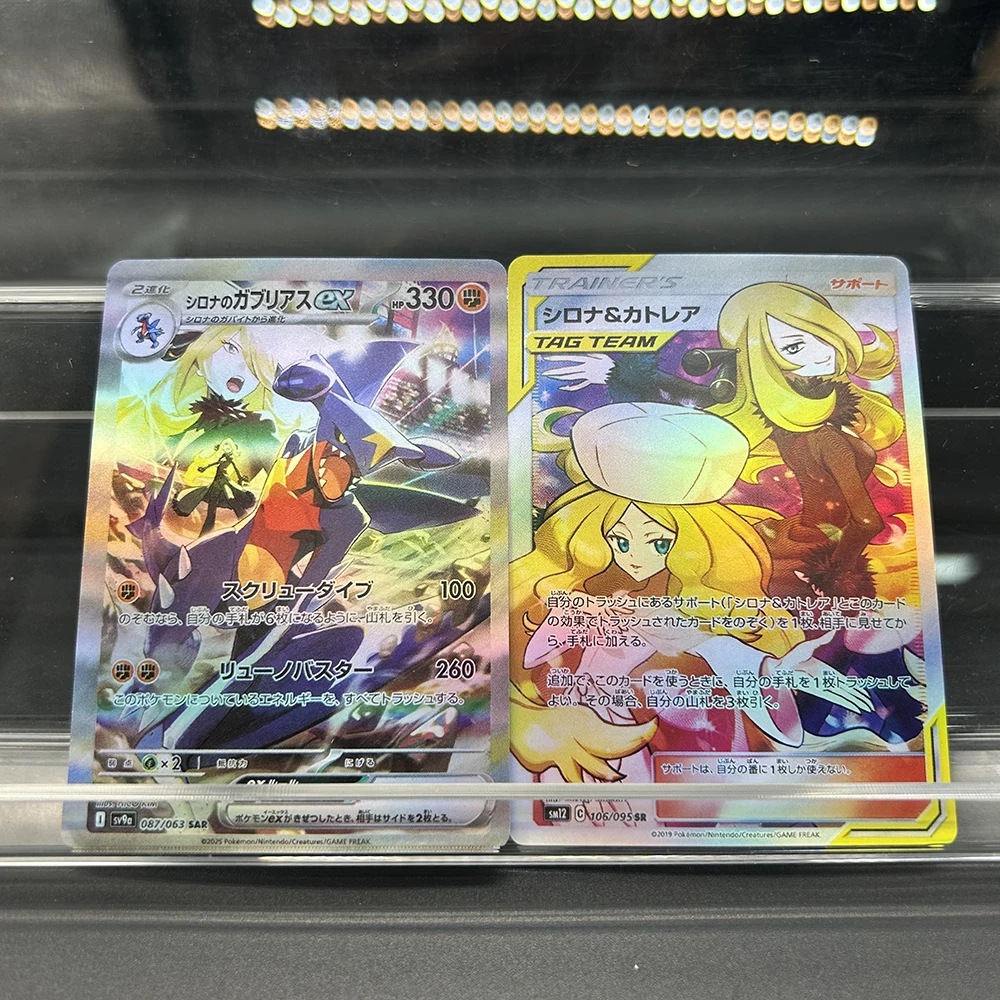 2進化
シロナのガブリアスex
HP 330
シロナのガバイトから進化
スクリューダイブ 100
のぞむなら、自分の手札が6枚になるように、山札を引く。
リューノバスター 260
このポケモンについているエネルギーを、すべてトラッシュする。
弱点 ×2 抵抗力 にげる
ポケモンexがきぜつしたとき、相手はサイドを2枚とる。
I sv9a 087/063 SAR
©2025 Pokémon/Nintendo/Creatures/GAME FREAK.
TRAINER'S
サポート
シロナ&カトレア
TAG TEAM
自分のトラッシュにあるサポート(「シロナ&カトレア」とこのカード
の効果でトラッシュされたカードをのぞく)を1枚、相手に見せてか
ら、手札に加える。
追加で、このカードを使うときに、自分の手札を1枚トラッシュして
よい。その場合、自分の山札を3枚引く。
サポートは、自分の番に1枚しか使えない。
SM12 C 106/095 SR
©2019 Pokémon/Nintendo/Creatures/GAME FREAK.